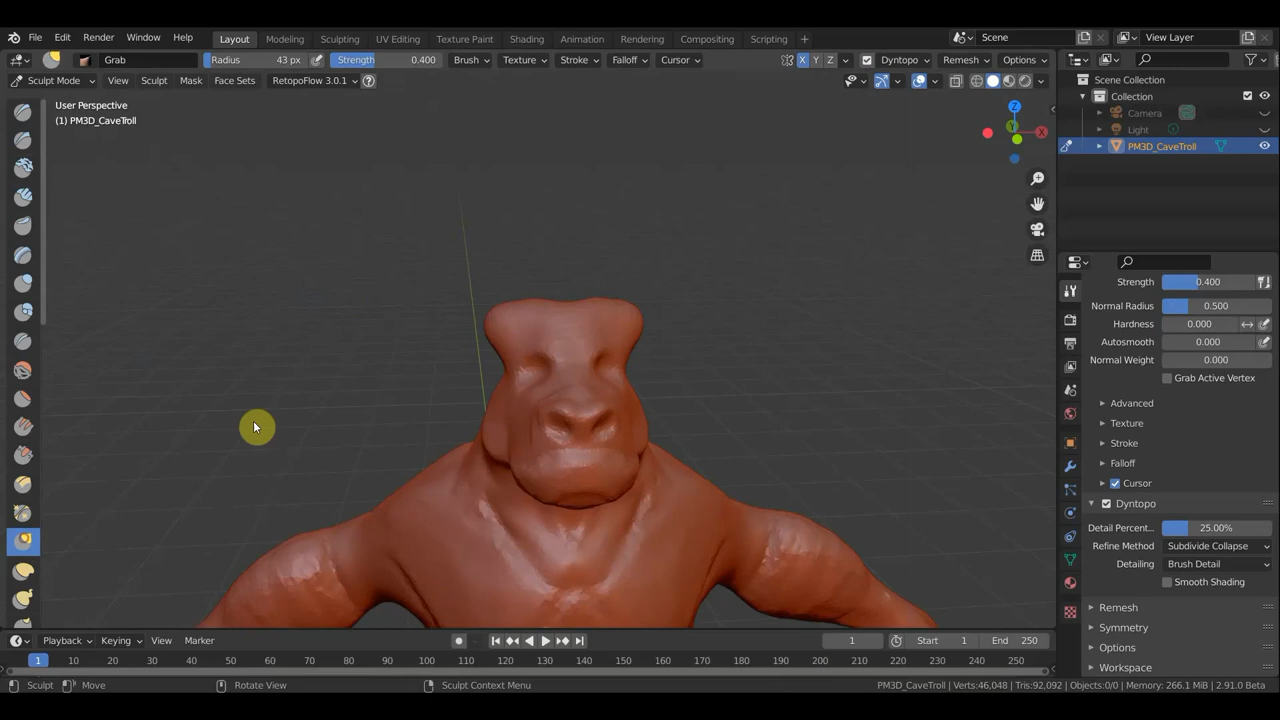 File Edit Render Window Help Layout Modeling Sculpting UV Editing Texture Paint Shading Animation Rendering Compositing Scripting + Scene View Layer
Grab Radius 43 px Strength 0.400 Brush Texture Stroke Falloff Cursor X Y Z Dyntopo Remesh Options
Sculpt Mode View Sculpt Mask Face Sets RetopoFlow 3.0.1 ?
Scene Collection
Collection
Camera
Light
PM3D_CaveTroll
User Perspective
(1) PM3D_CaveTroll
Z
Y
X
Strength 0.400
Normal Radius 0.500
Hardness 0.000
Autosmooth 0.000
Normal Weight 0.000
Grab Active Vertex
Advanced
Texture
Stroke
Falloff
Cursor
Dyntopo
Detail Percent.. 25.00%
Refine Method Subdivide Collapse
Detailing Brush Detail
Smooth Shading
Remesh
Symmetry
Options
Workspace
Playback Keying View Marker 1 Start 1 End 250
1 10 20 30 40 50 60 70 80 90 100 110 120 130 140 150 160 170 180 190 200 210 220 230 240 250
Sculpt Move Rotate View Sculpt Context Menu PM3D_CaveTroll | Verts:46,048 | Tris:92,092 | Objects:0/0 | Memory: 266.1 MiB | 2.91.0 Beta